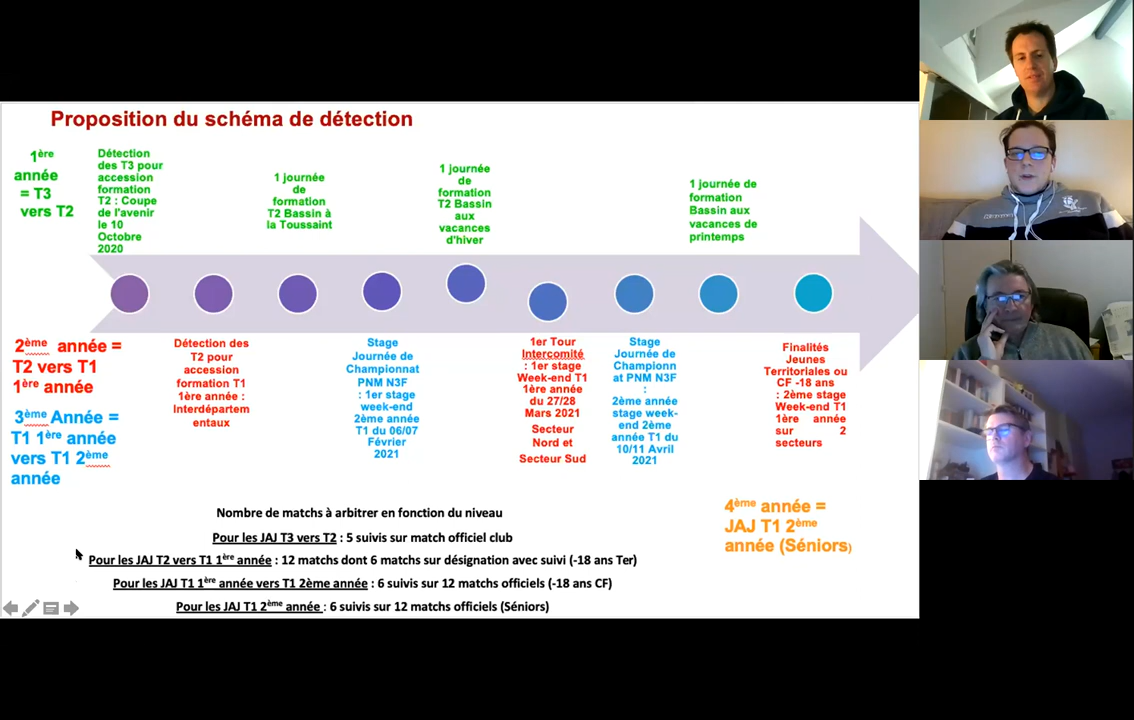 Proposition du schéma de détection
1ère
année
= T3
vers T2
Détection
des T3 pour
accession
formation
T2 : Coupe
de l'avenir
le 10
Octobre
2020
1 journée
de
formation
T2 Bassin à
la Toussaint
1 journée
de
formation
T2 Bassin
aux
vacances
d'hiver
1 journée de
formation
Bassin aux
vacances de
printemps
2ème année =
T2 vers T1
1ère année
3ème Année =
T1 1ère année
vers T1 2ème
année
Détection des
T2 pour
accession
formation T1
1ère année :
Interdépartem
entaux
Stage
Journée de
Championnat
PNM N3F
: 1er stage
week-end
2ème année
T1 du 06/07
Février
2021
1er Tour
Intercomité
: 1er stage
Week-end T1
1ère année
du 27/28
Mars 2021
Secteur
Nord et
Secteur Sud
Stage
Journée de
Championn
at PNM N3F
:
2ème année
stage week-
end 2ème
année T1 du
10/11 Avril
2021
Finalités
Jeunes
Territoriales ou
CF -18 ans
: 2ème stage
Week-end T1
1ère année
sur 2
secteurs
4ème année =
JAJ T1 2ème
année (Séniors)
Nombre de matchs à arbitrer en fonction du niveau
Pour les JAJ T3 vers T2 : 5 suivis sur match officiel club
Pour les JAJ T2 vers T1 1ère année : 12 matchs dont 6 matchs sur désignation avec suivi (-18 ans Ter)
Pour les JAJ T1 1ère année vers T1 2ème année : 6 suivis sur 12 matchs officiels (-18 ans CF)
Pour les JAJ T1 2ème année : 6 suivis sur 12 matchs officiels (Séniors)